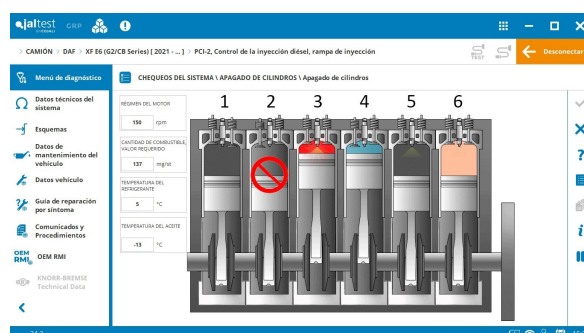 jaltest GRP
> CAMIÓN > DAF > XF E6 (G2/CB Series) [ 2021 - ... ] > PCI-2, Control de la inyección diésel, rampa de inyección
TEST
Desconectar
Menú de diagnóstico
CHEQUEOS DEL SISTEMA \ APAGADO DE CILINDROS \ Apagado de cilindros
Datos técnicos del
sistema
Esquemas
Datos de
mantenimiento del
vehículo
Datos vehículo
Guía de reparación
por síntoma
Comunicados y
Procedimientos
OEM
RMI
OEM RMI
KNORR-BREMSE
Technical Data
RÉGIMEN DEL MOTOR
150 rpm
CANTIDAD DE COMBUSTIBLE,
VALOR REQUERIDO
137 mg/st
TEMPERATURA DEL
REFRIGERANTE
5 °C
TEMPERATURA DEL ACEITE
-13 °C
1 2 3 4 5 6